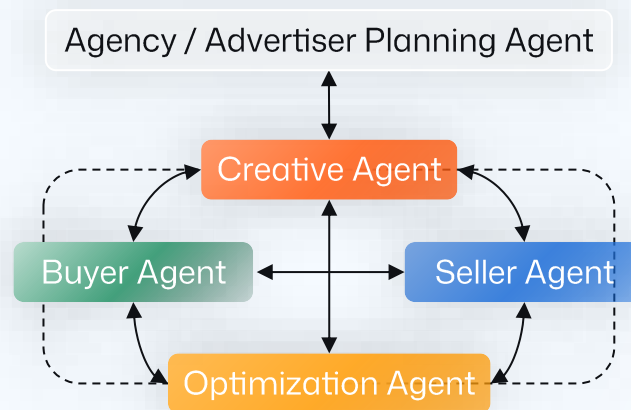 Agency / Advertiser Planning Agent
Creative Agent
Buyer Agent
Seller Agent
Optimization Agent